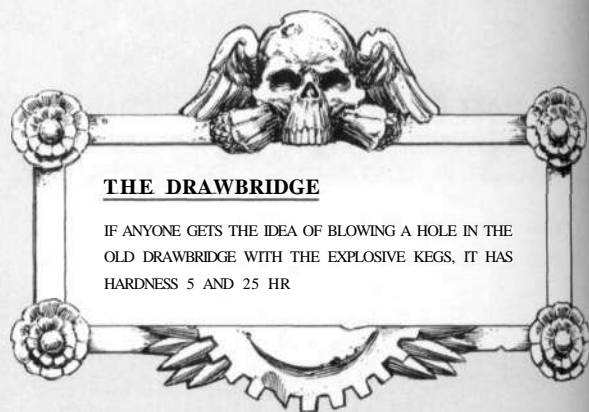 THE DRAWBRIDGE
IF ANYONE GETS THE IDEA OF BLOWING A HOLE IN THE
OLD DRAWBRIDGE WITH THE EXPLOSIVE KEGS, IT HAS
HARDNESS 5 AND 25 HR